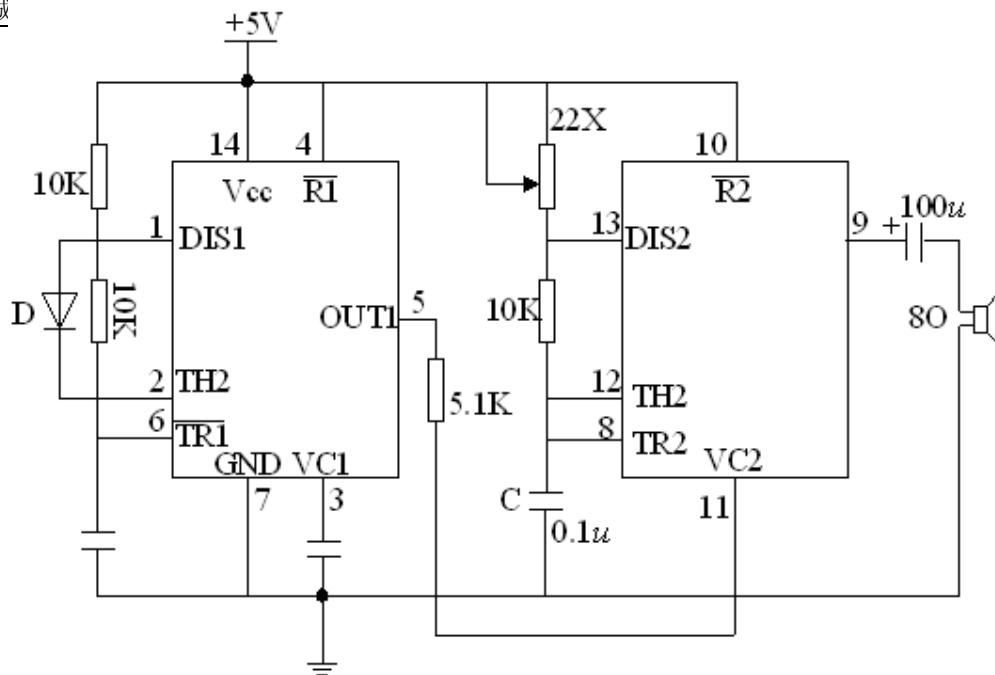 +5V
22X
14
4
10
10K
Vcc
R1
R2
100u
1
DIS1
13
DIS2
9
+
D
10K
OUT1
5
10K
8O
2
TH2
12
TH2
5.1K
6
TR1
8
TR2
GND
VC1
VC2
7
3
C
11
0.1u